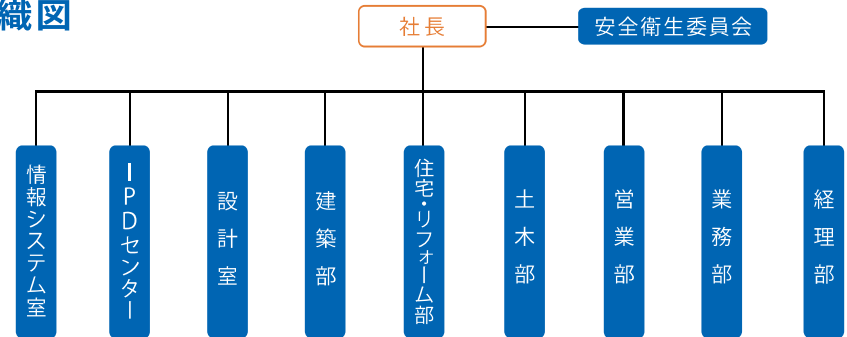 織図
社長
安全衛生委員会
情報システム室
IPDセンター
設計室
建築部
住宅・リフォーム部
土木部
営業部
業務部
経理部